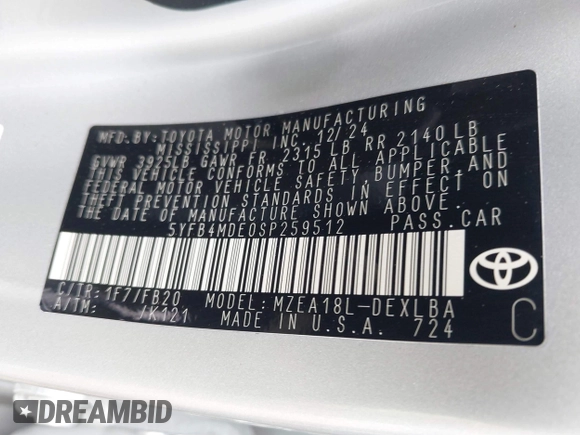 MFD. BY: TOYOTA MOTOR MANUFACTURING
MISSISSIPPI INC. 12/24
GVWR 3925LB GAWR FR. 2315 LB RR 2140 LB
THIS VEHICLE CONFORMS TO ALL APPLICABLE
FEDERAL MOTOR VEHICLE SAFETY, BUMPER, AND
THEFT PREVENTION STANDARDS IN EFFECT ON
THE DATE OF MANUFACTURE SHOWN ABOVE.
5YFB4MDE0SP259512 PASS. CAR
C/TR: 1F7/FB20 MODEL: MZEA18L-DEXLBA
A/TM: /K121 MADE IN U.S.A. 724
C
DREAMBID